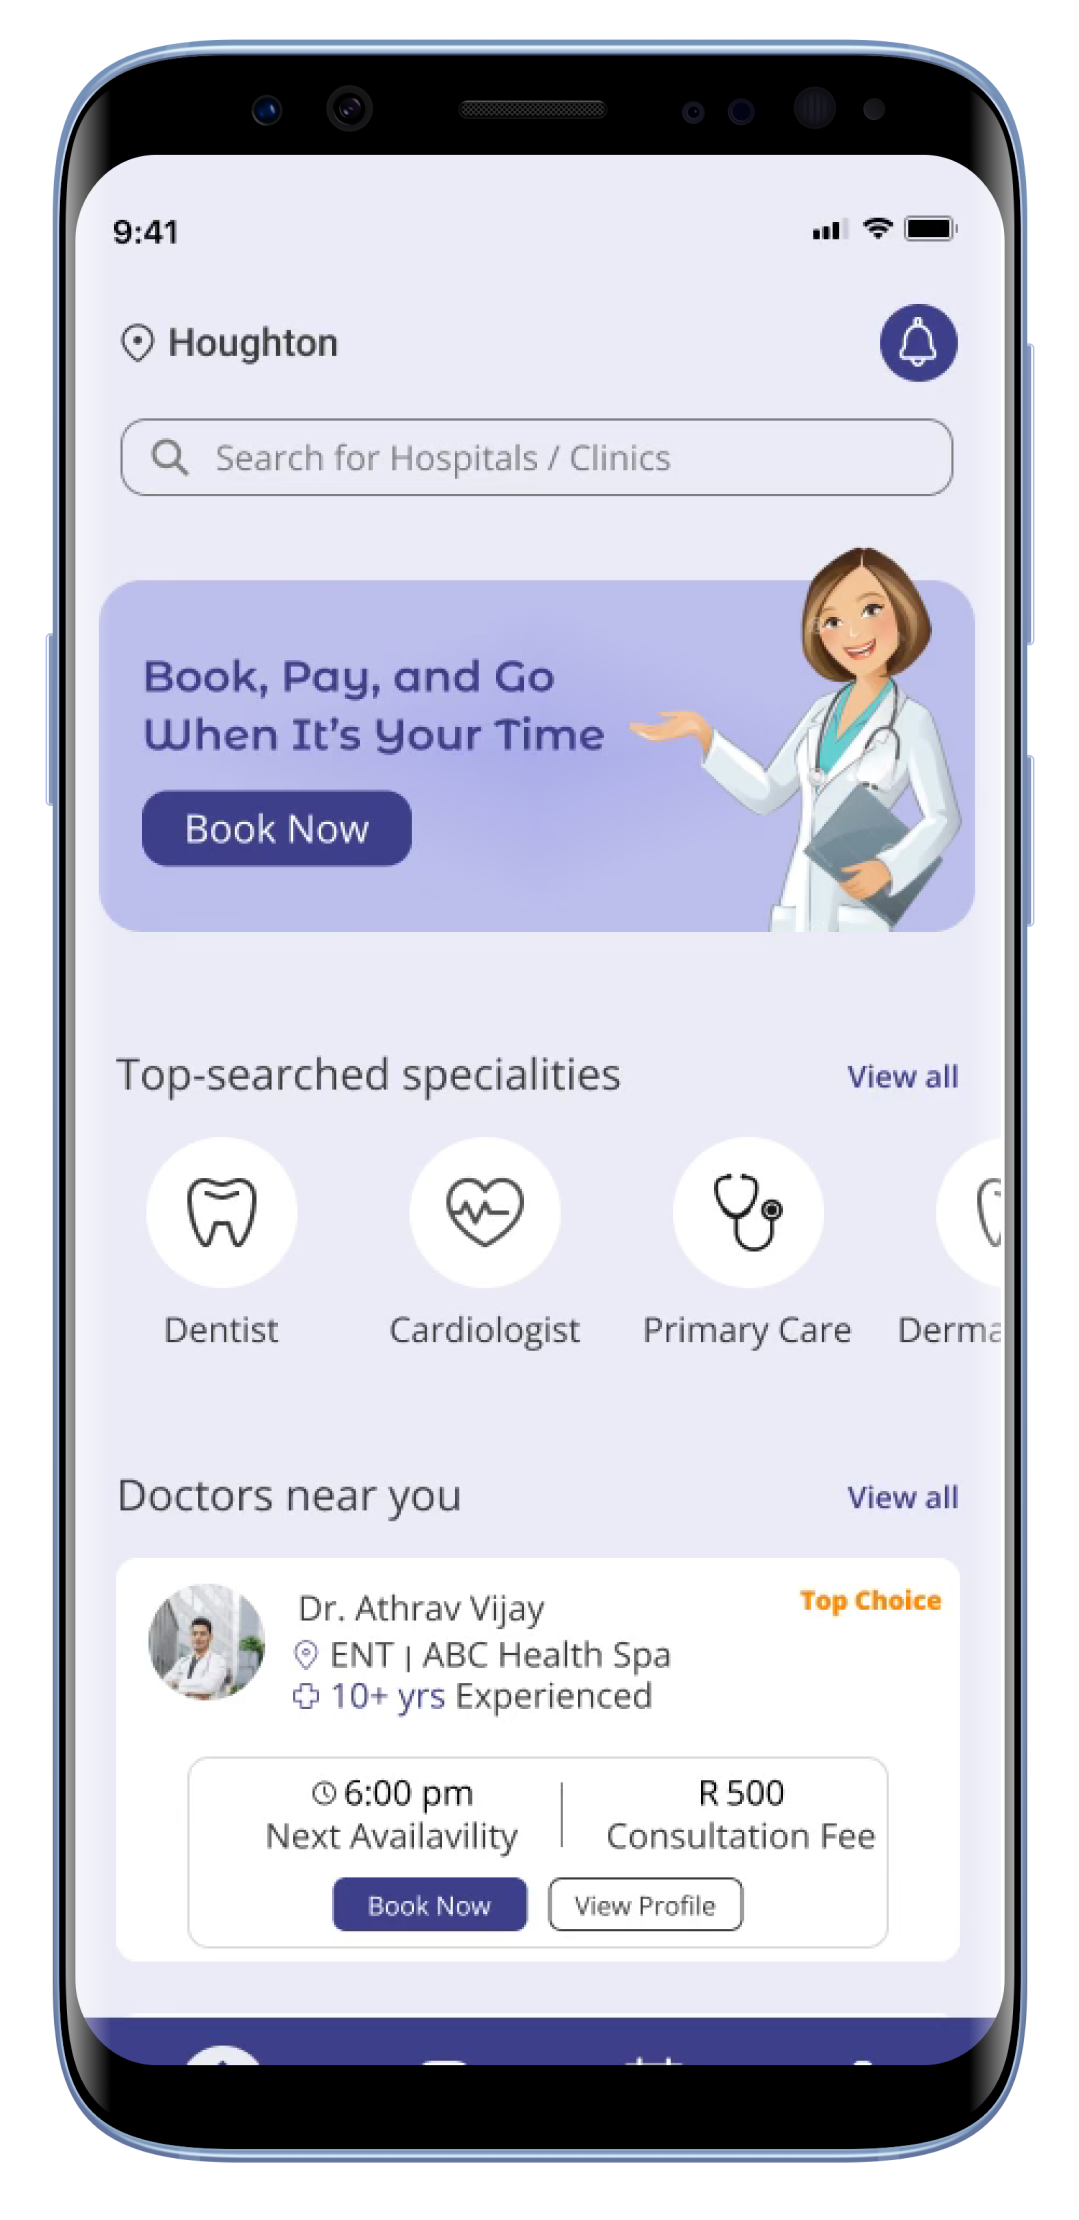 9:41
Houghton
Search for Hospitals / Clinics
Book, Pay, and Go
When It's Your Time
Book Now
Top-searched specialities
View all
Dentist
Cardiologist
Primary Care
Derma
Doctors near you
View all
Dr. Athrav Vijay
Top Choice
ENT | ABC Health Spa
10+ yrs Experienced
6:00 pm
R 500
Next Availavility
Consultation Fee
Book Now
View Profile